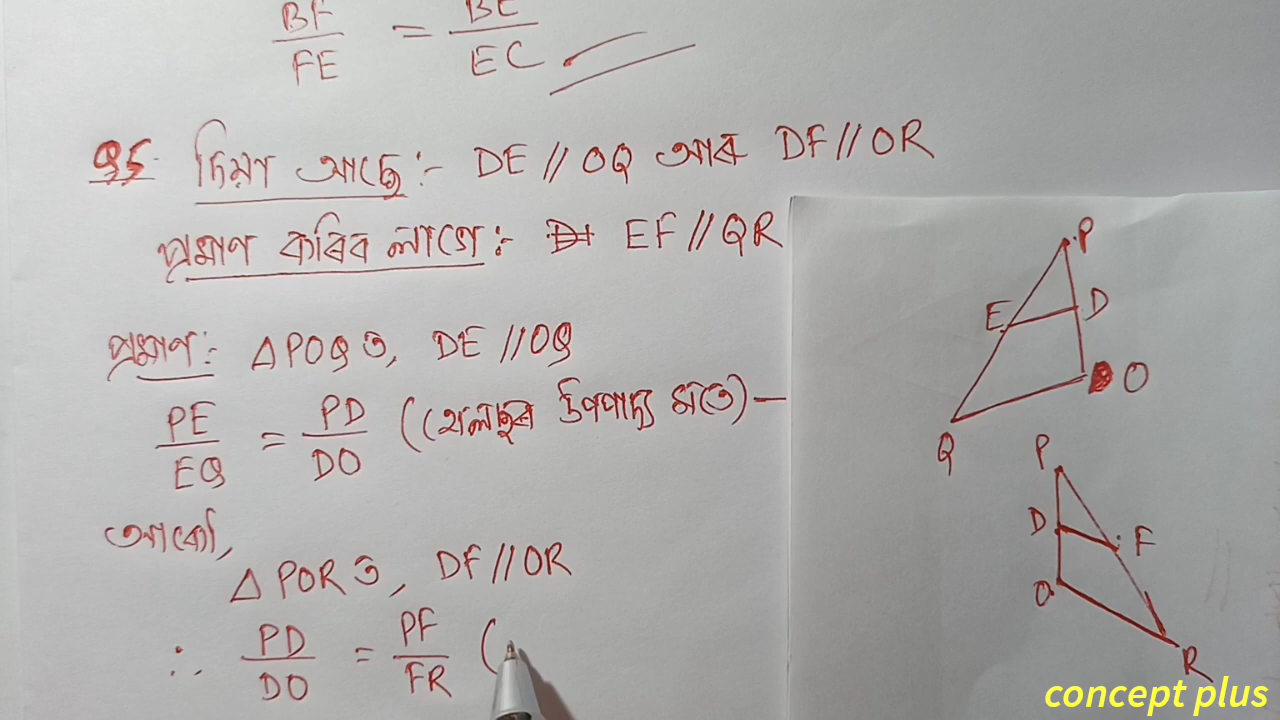 BF/FE = BE/EC
Q5. দিয়া আছে :- DE // OQ আৰু DF // OR
প্ৰমাণ কৰিব লাগে :- EF // QR
প্ৰমাণ :- △POQ ত, DE // OQ
PE/EQ = PD/DO (থেলছৰ উপপাদ্য মতে) —
আকৌ,
△POR ত, DF // OR
∴ PD/DO = PF/FR (
P
E D
O
Q
P
D F
O
R
concept plus